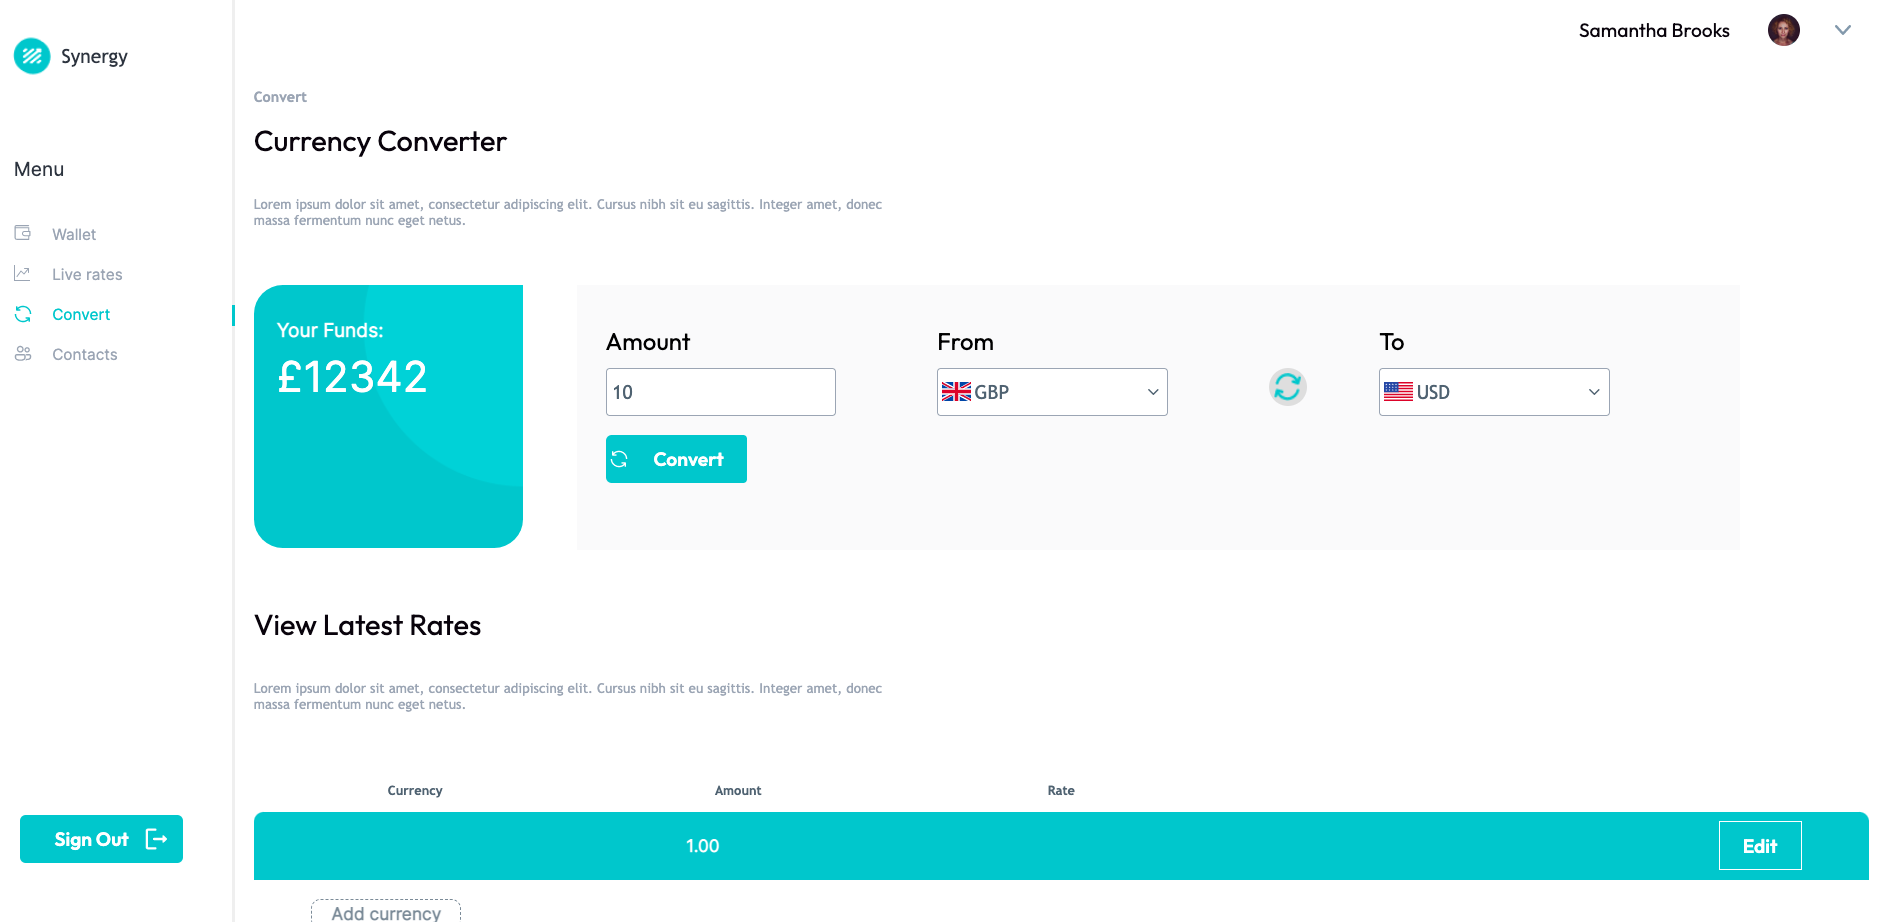 Synergy
Samantha Brooks
Menu
Wallet
Live rates
Convert
Contacts
Sign Out
Convert
Currency Converter
Lorem ipsum dolor sit amet, consectetur adipiscing elit. Cursus nibh sit eu sagittis. Integer amet, donec
massa fermentum nunc eget netus.
Your Funds:
£12342
Amount
10
From
GBP
To
USD
Convert
View Latest Rates
Lorem ipsum dolor sit amet, consectetur adipiscing elit. Cursus nibh sit eu sagittis. Integer amet, donec
massa fermentum nunc eget netus.
Currency Amount Rate
1.00 Edit
Add currency